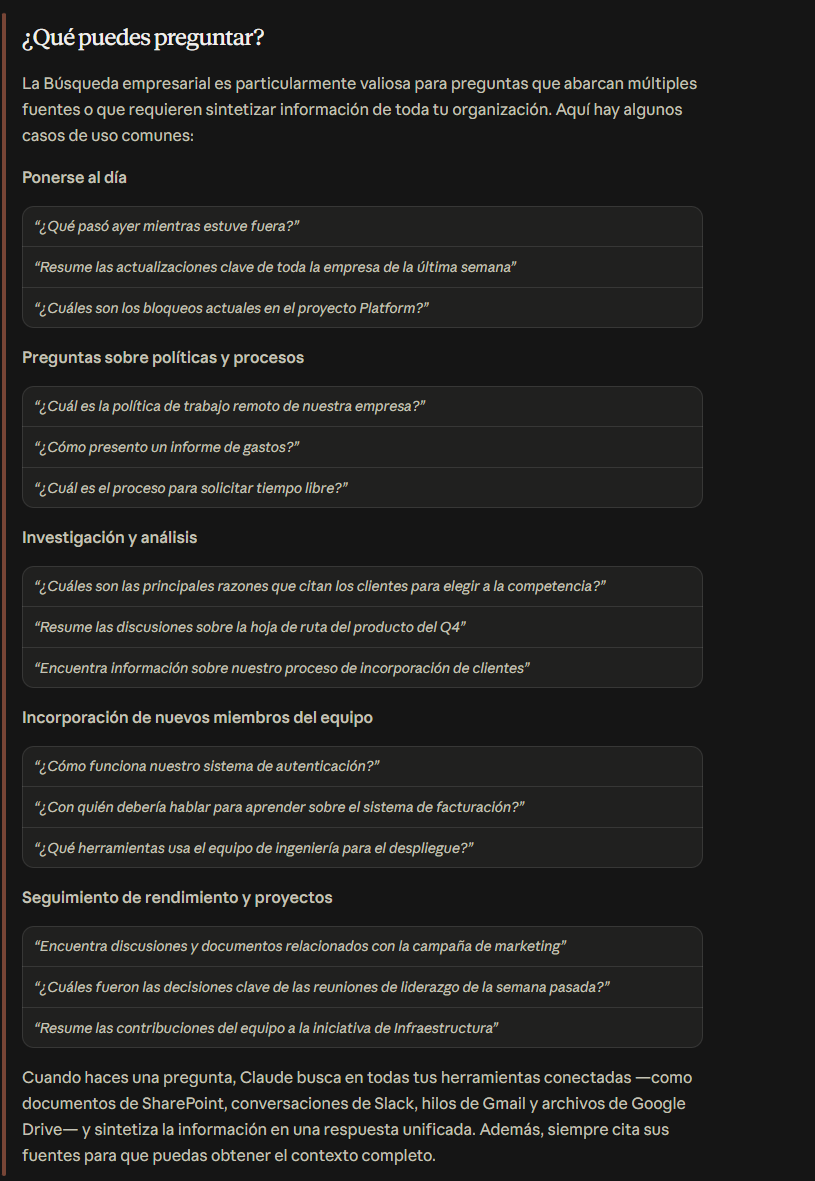 ¿Qué puedes preguntar?
La Búsqueda empresarial es particularmente valiosa para preguntas que abarcan múltiples
fuentes o que requieren sintetizar información de toda tu organización. Aquí hay algunos
casos de uso comunes:
Ponerse al día
“¿Qué pasó ayer mientras estuve fuera?”
“Resume las actualizaciones clave de toda la empresa de la última semana”
“¿Cuáles son los bloqueos actuales en el proyecto Platform?”
Preguntas sobre políticas y procesos
“¿Cuál es la política de trabajo remoto de nuestra empresa?”
“¿Cómo presento un informe de gastos?”
“¿Cuál es el proceso para solicitar tiempo libre?”
Investigación y análisis
“¿Cuáles son las principales razones que citan los clientes para elegir a la competencia?”
“Resume las discusiones sobre la hoja de ruta del producto del Q4”
“Encuentra información sobre nuestro proceso de incorporación de clientes”
Incorporación de nuevos miembros del equipo
“¿Cómo funciona nuestro sistema de autenticación?”
“¿Con quién debería hablar para aprender sobre el sistema de facturación?”
“¿Qué herramientas usa el equipo de ingeniería para el despliegue?”
Seguimiento de rendimiento y proyectos
“Encuentra discusiones y documentos relacionados con la campaña de marketing”
“¿Cuáles fueron las decisiones clave de las reuniones de liderazgo de la semana pasada?”
“Resume las contribuciones del equipo a la iniciativa de Infraestructura”
Cuando haces una pregunta, Claude busca en todas tus herramientas conectadas —como
documentos de SharePoint, conversaciones de Slack, hilos de Gmail y archivos de Google
Drive— y sintetiza la información en una respuesta unificada. Además, siempre cita sus
fuentes para que puedas obtener el contexto completo.